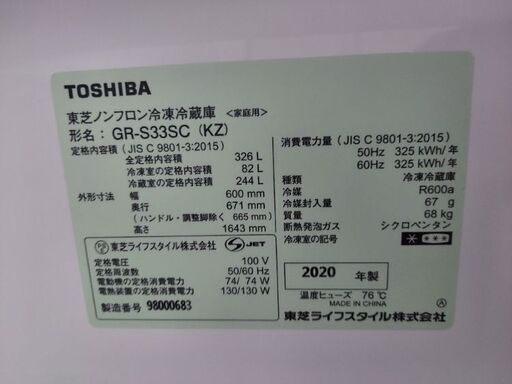 TOSHIBA
東芝ノンフロン冷凍冷蔵庫 <家庭用>
形名： GR-S33SC (KZ)
定格内容積 (JIS C 9801-3:2015)
全定格内容積 326 L
冷凍室の定格内容積 82 L
冷蔵室の定格内容積 244 L
外形寸法 幅 600 mm
奥行 671 mm
(ハンドル・調整脚除く 665 mm)
高さ 1643 mm
消費電力量 (JIS C 9801-3:2015)
50Hz 325 kWh/年
60Hz 325 kWh/年
種類 冷凍冷蔵庫
冷媒 R600a
冷媒封入量 67 g
質量 68 kg
断熱発泡ガス シクロペンタン
冷凍室の記号
PSE 東芝ライフスタイル株式会社 JET
定格電圧 100 V
定格周波数 50/60 Hz
電動機の定格消費電力 74/ 74 W
電熱装置の定格消費電力 130/130 W
製造番号 98000683
2020 年製
温度ヒューズ 76℃
MADE IN CHINA
Ⓐ
東芝ライフスタイル株式会社